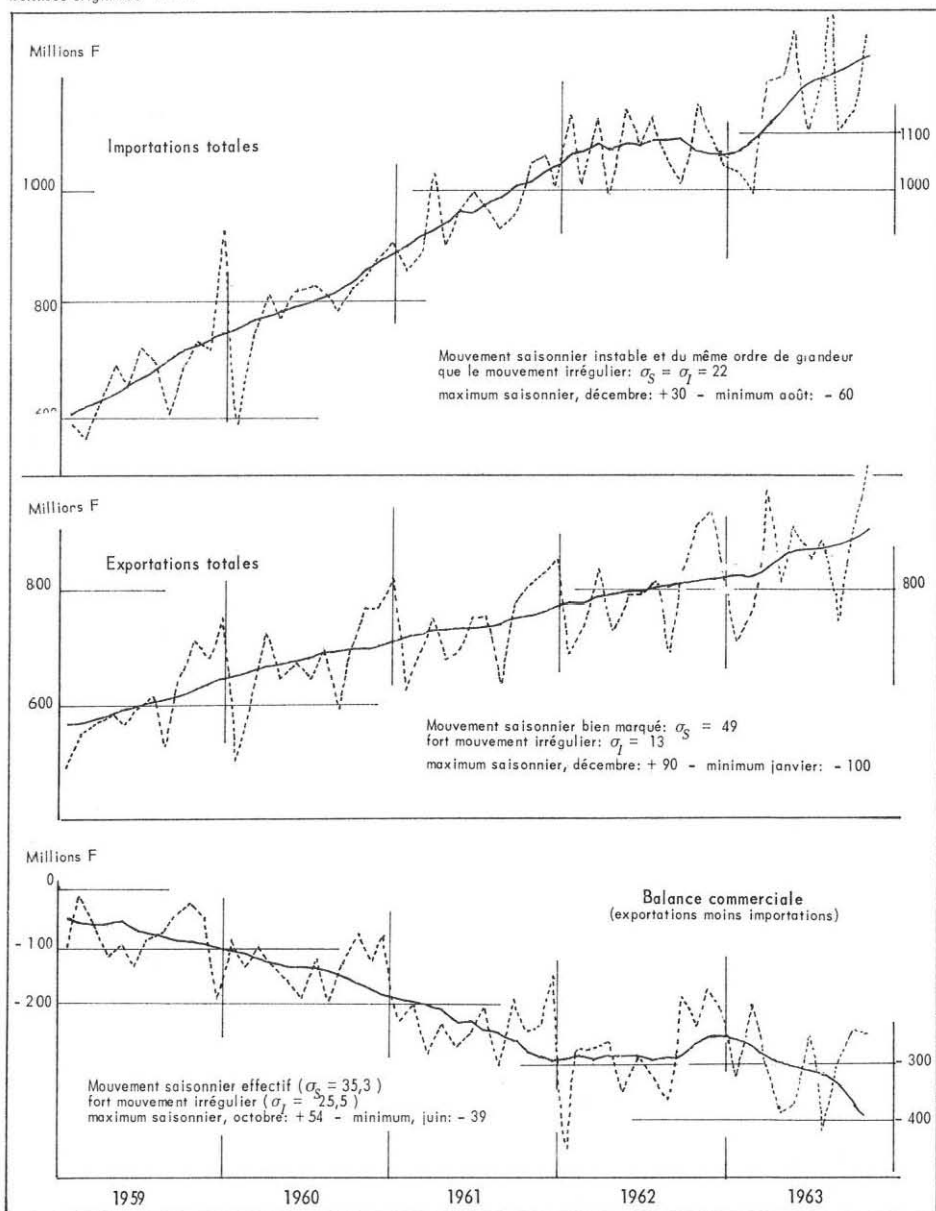 Millions F
Importations totales
1000
800
1100
1000
Mouvement saisonnier instable et du même ordre de grandeur
que le mouvement irrégulier: σS = σI = 22
maximum saisonnier, décembre: +30 - minimum août: - 60
Millions F
Exportations totales
800
600
800
Mouvement saisonnier bien marqué: σS = 49
fort mouvement irrégulier: σI = 13
maximum saisonnier, décembre: + 90 - minimum janvier: - 100
Millions F
0
- 100
- 200
Balance commerciale
(exportations moins importations)
300
400
Mouvement saisonnier effectif (σS = 35,3 )
fort mouvement irrégulier (σI = 25,5 )
maximum saisonnier, octobre: +54 - minimum, juin: - 39
1959 1960 1961 1962 1963